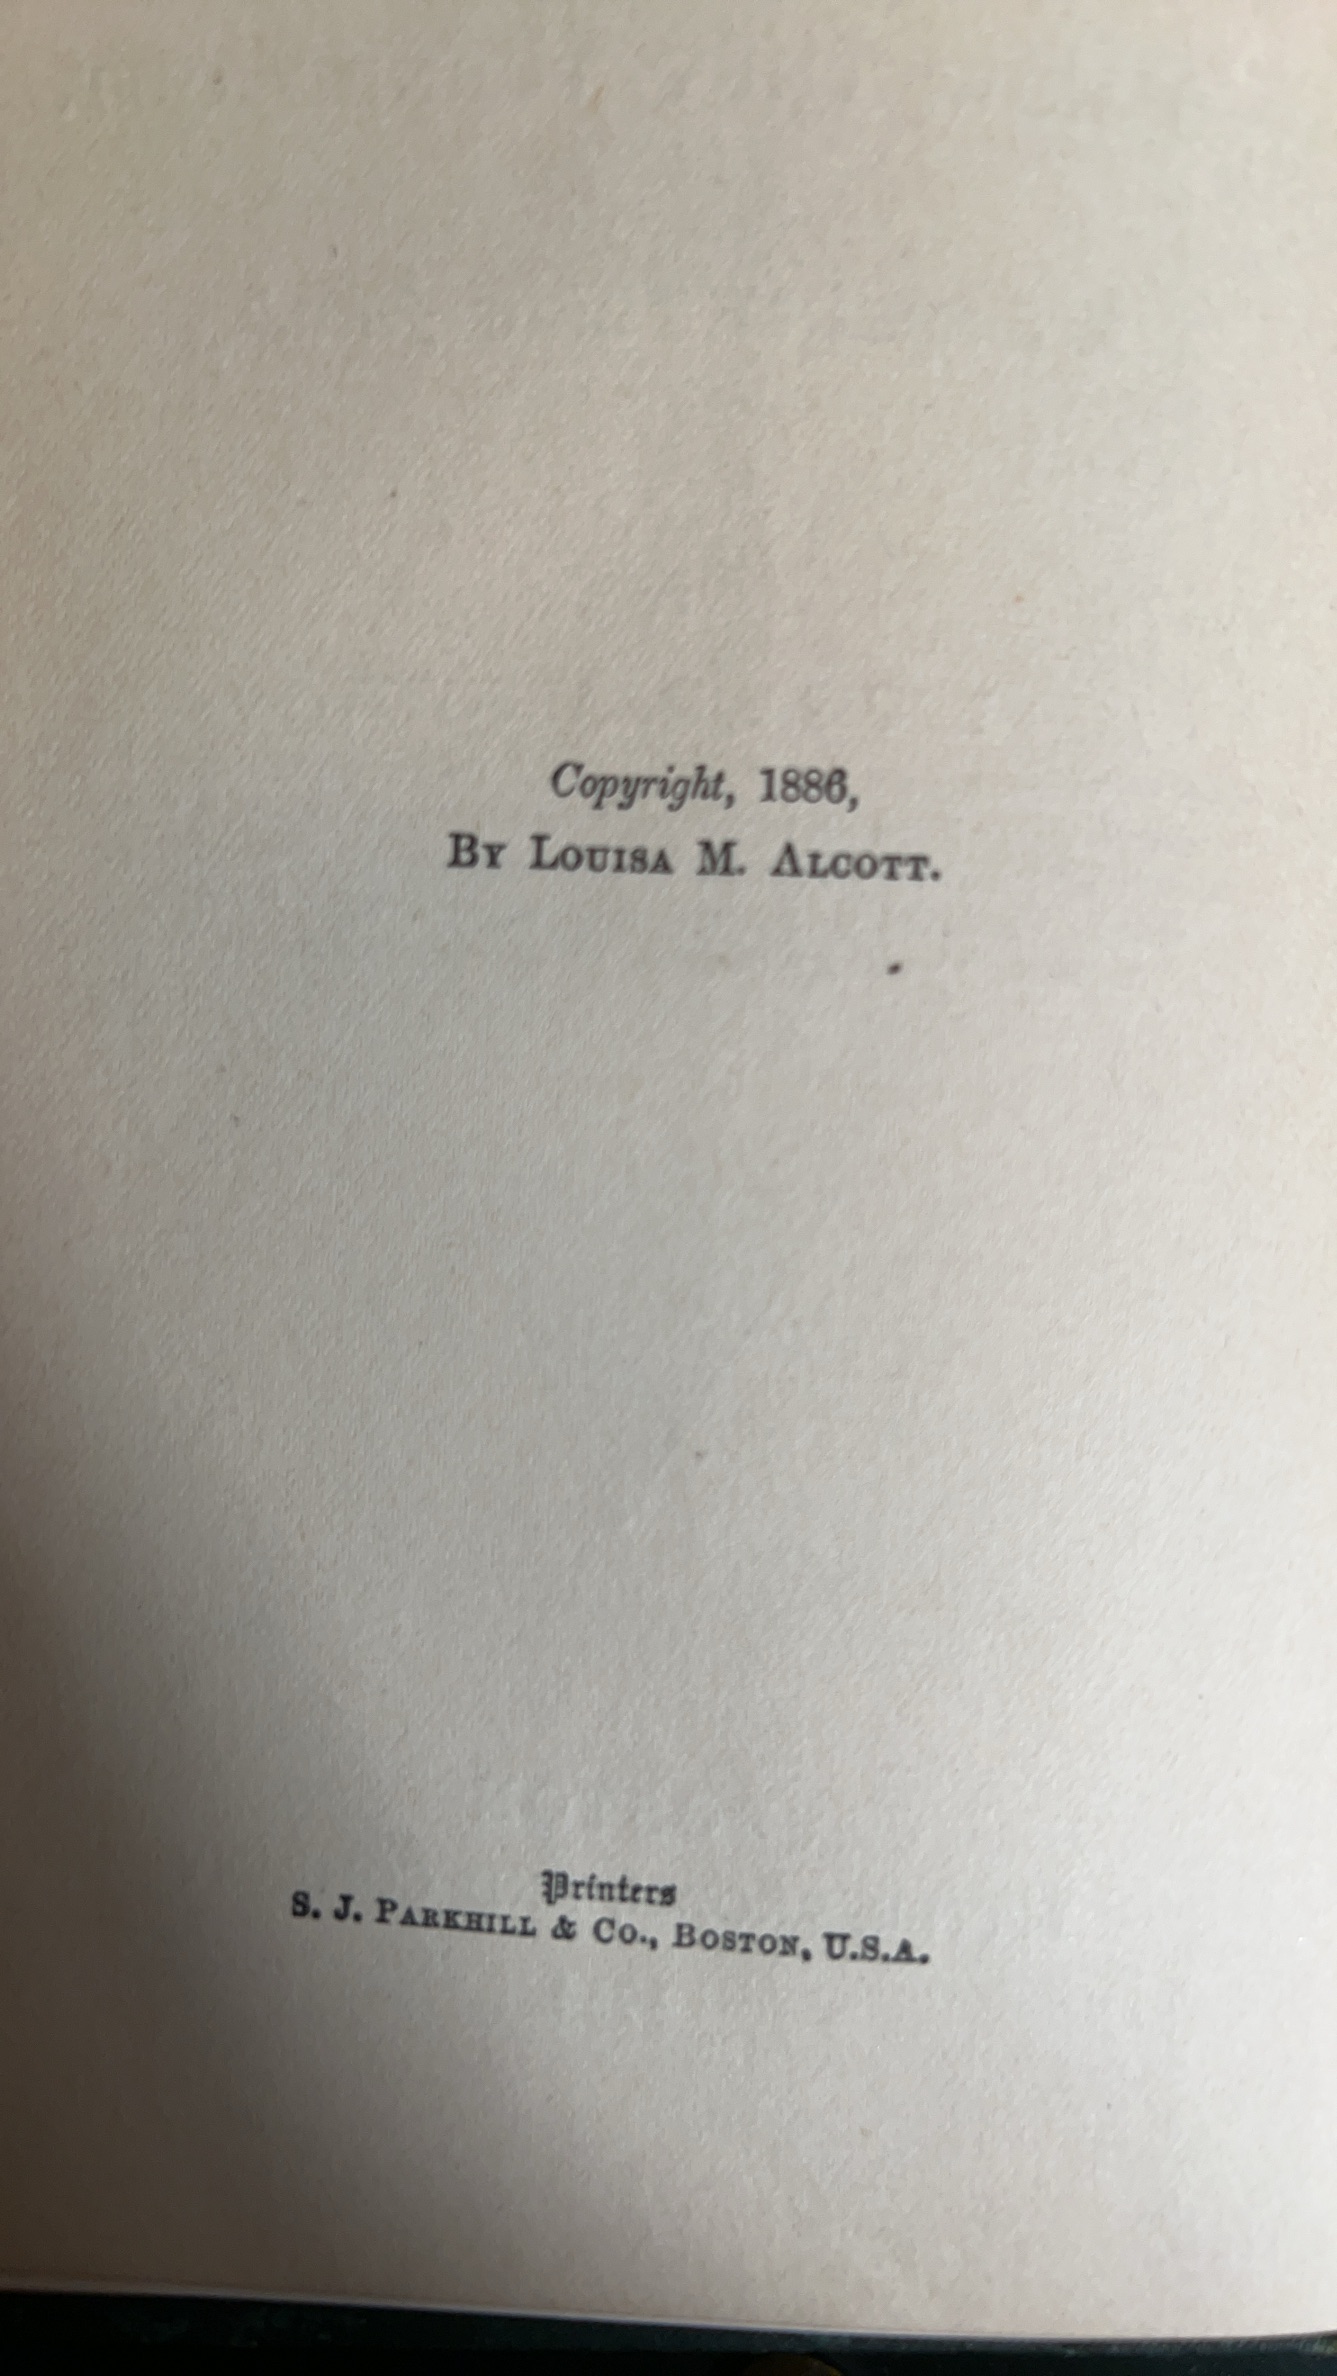 Copyright, 1886,
By Louisa M. Alcott.
Printers
S. J. Parkhill & Co., Boston, U.S.A.